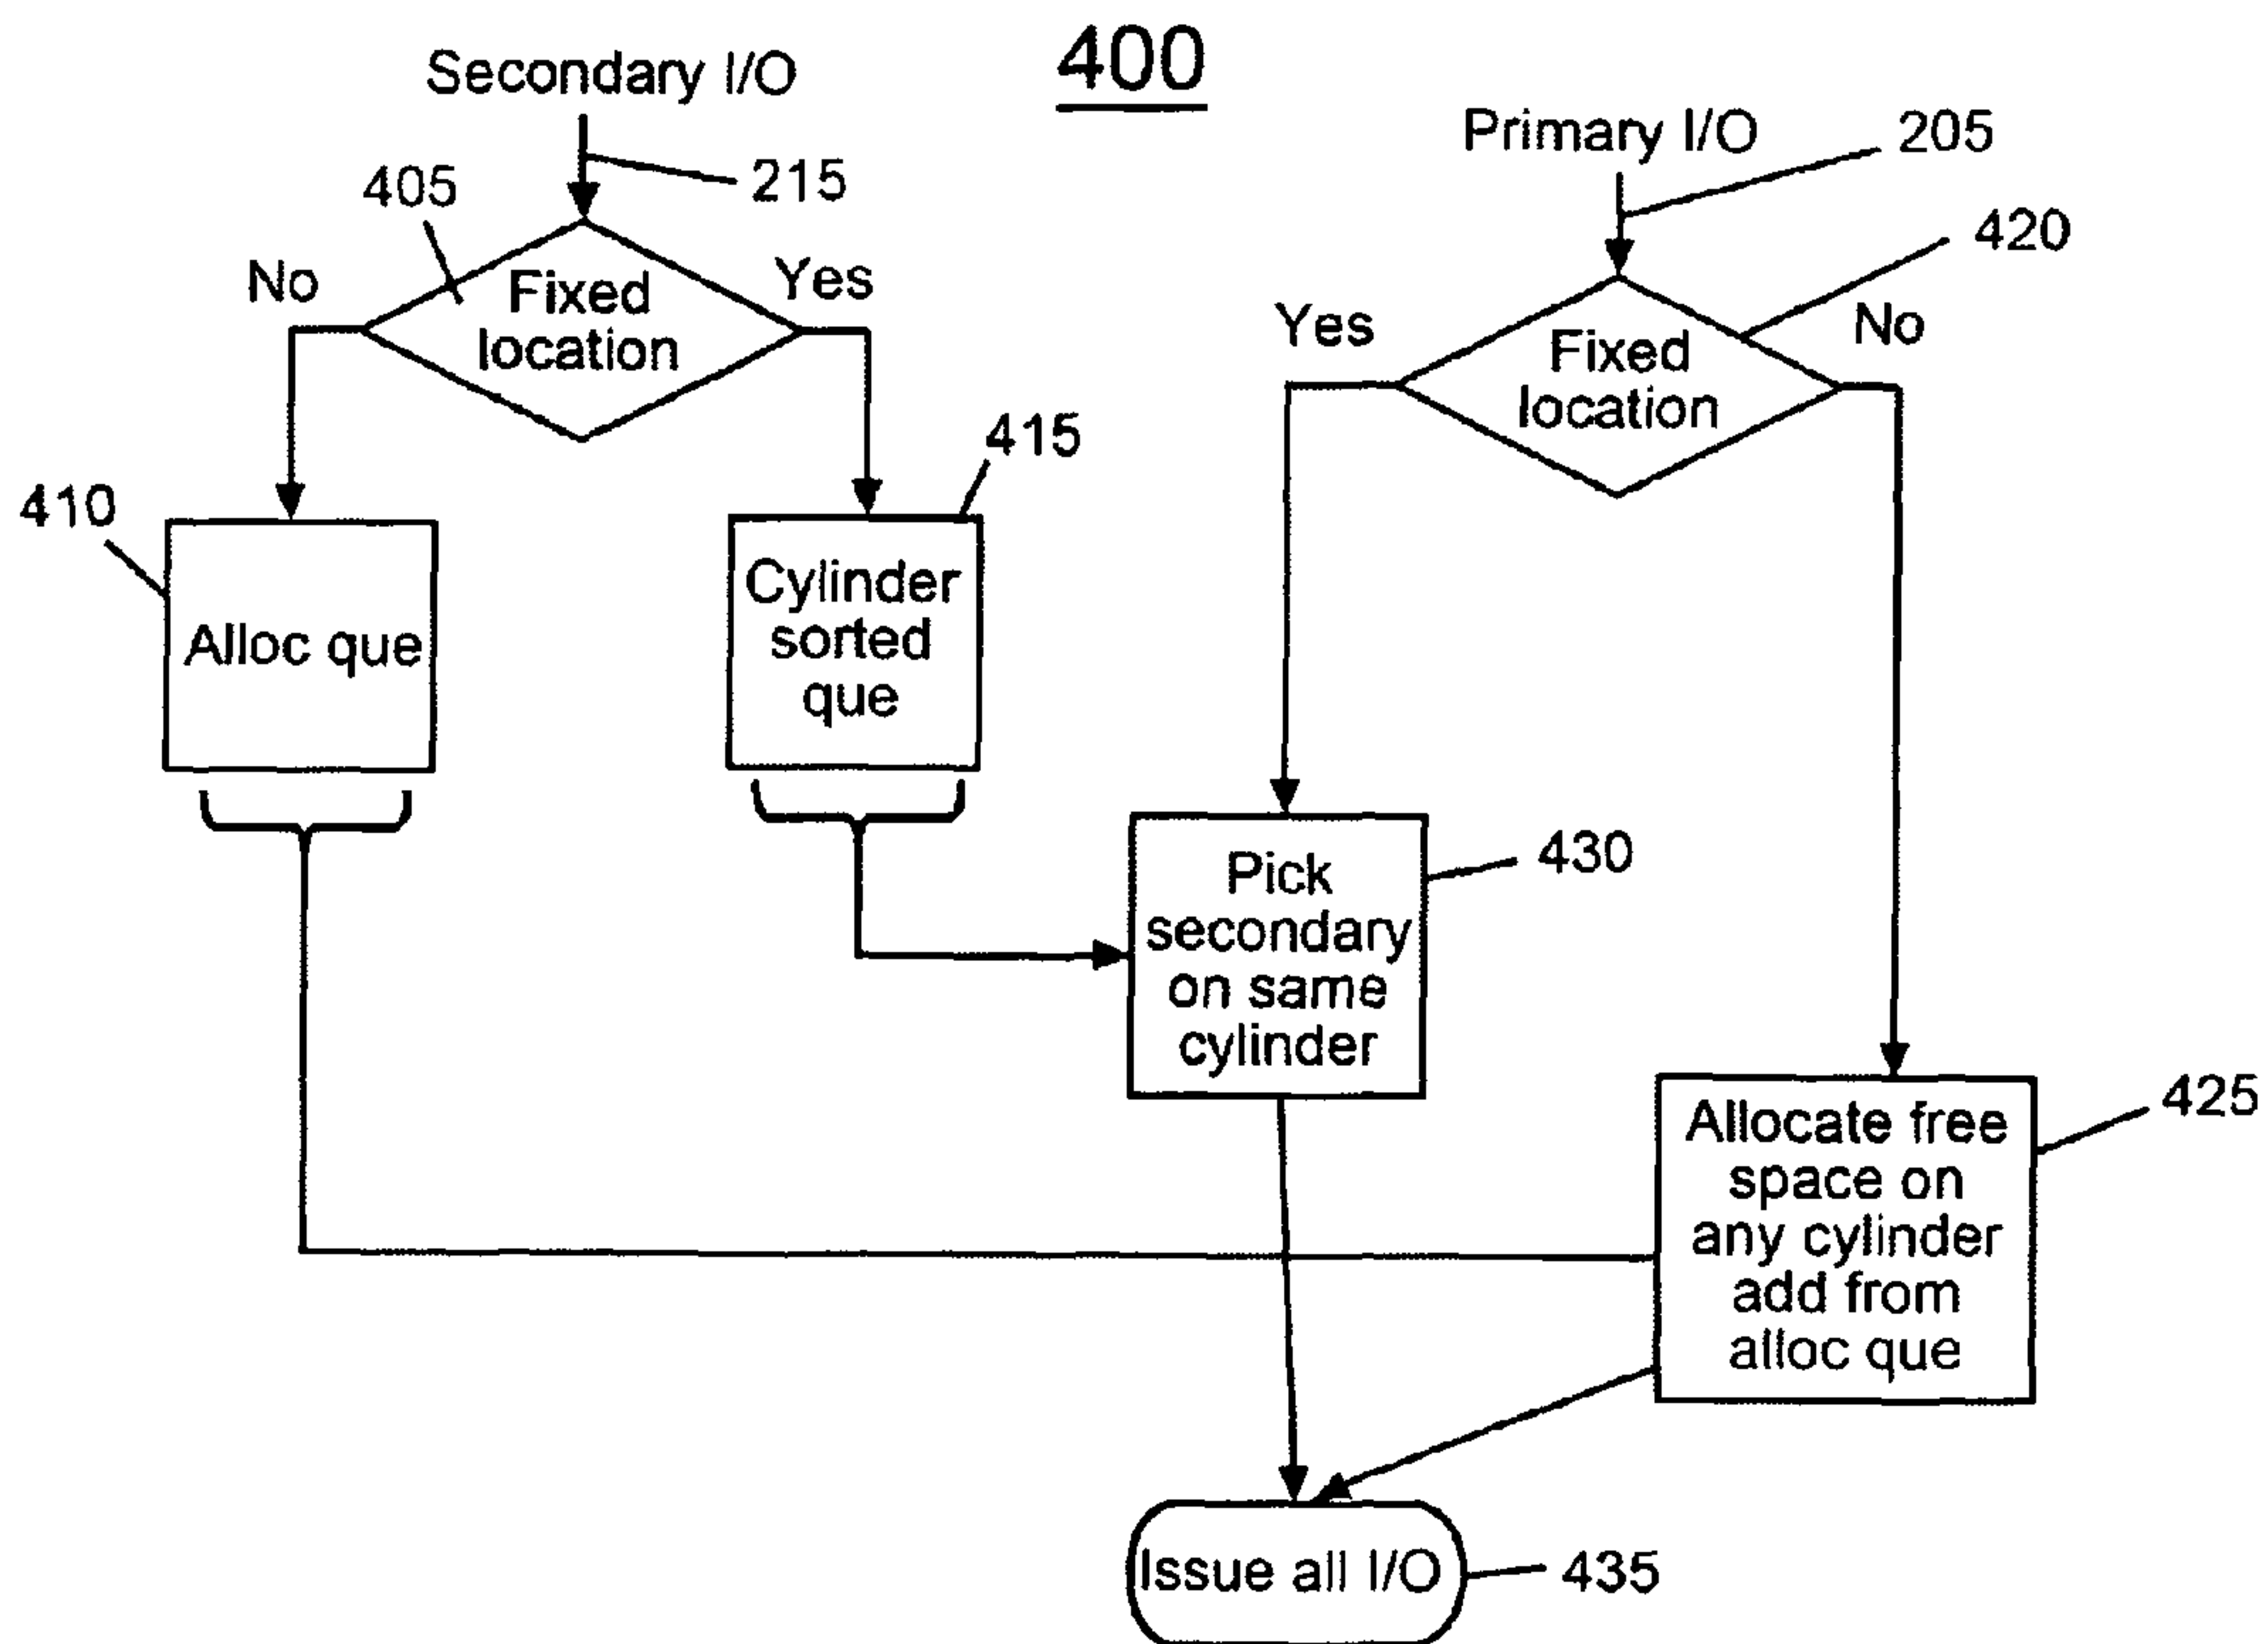 400
Secondary I/O
Primary I/O
205
215
405
420
No
Fixed
location
Yes
Yes
Fixed
location
No
415
410
Alloc que
Cylinder
sorted
que
430
Pick
secondary
on same
cylinder
425
Allocate free
space on
any cylinder
add from
alloc que
Issue all I/O
435